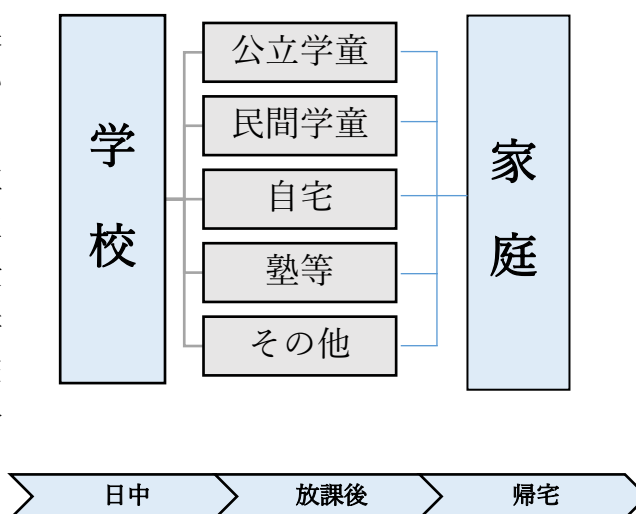 学校
公立学童
民間学童
自宅
塾等
その他
家庭
日中
放課後
帰宅